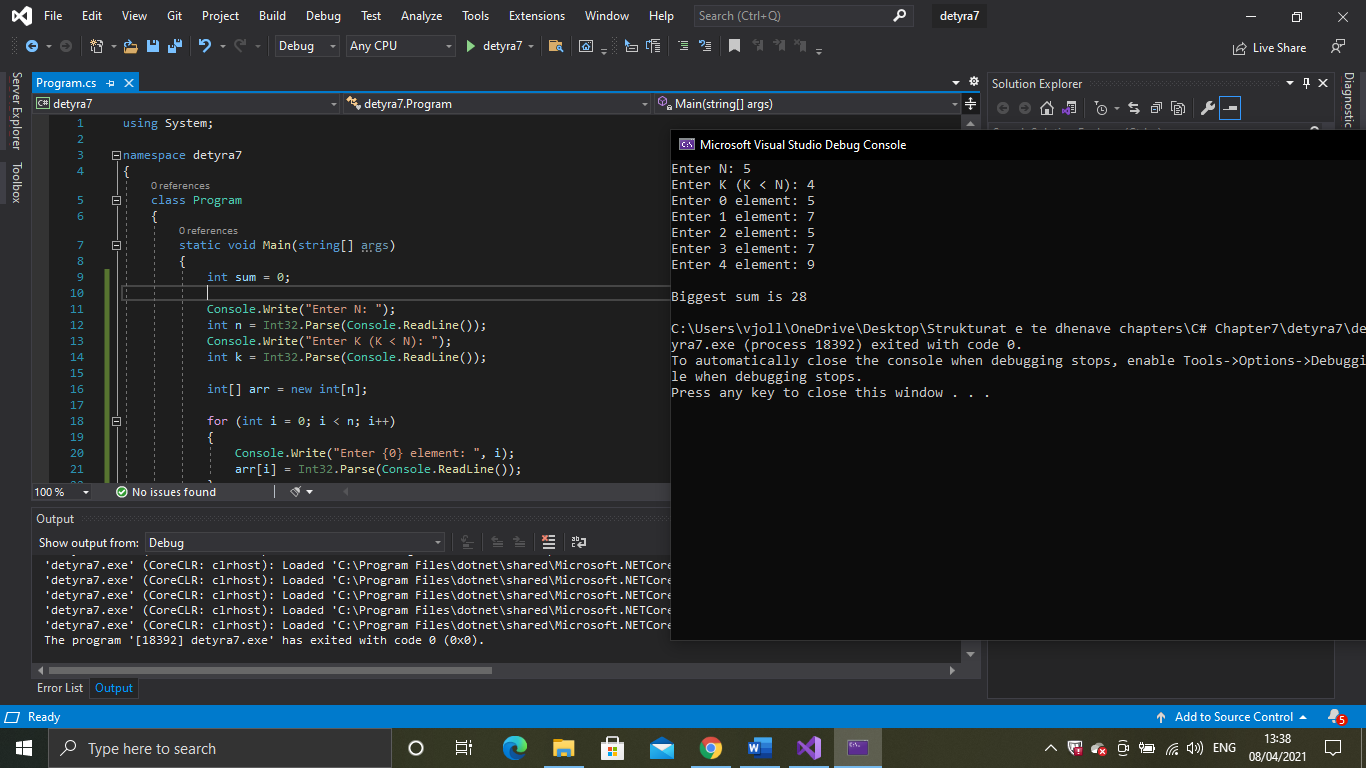 File Edit View Git Project Build Debug Test Analyze Tools Extensions Window Help Search (Ctrl+Q) detyra7
Debug Any CPU detyra7 Live Share
Server Explorer
Toolbox
Program.cs
C# detyra7 detyra7.Program Main(string[] args)
1 using System;
2
3 namespace detyra7
4 {
0 references
5 class Program
6 {
0 references
7 static void Main(string[] args)
8 {
9 int sum = 0;
10
11 Console.Write("Enter N: ");
12 int n = Int32.Parse(Console.ReadLine());
13 Console.Write("Enter K (K < N): ");
14 int k = Int32.Parse(Console.ReadLine());
15
16 int[] arr = new int[n];
17
18 for (int i = 0; i < n; i++)
19 {
20 Console.Write("Enter {0} element: ", i);
21 arr[i] = Int32.Parse(Console.ReadLine());
100 % No issues found
Solution Explorer
Diagnostic
Microsoft Visual Studio Debug Console
Enter N: 5
Enter K (K < N): 4
Enter 0 element: 5
Enter 1 element: 7
Enter 2 element: 5
Enter 3 element: 7
Enter 4 element: 9
Biggest sum is 28
C:\Users\vjoll\OneDrive\Desktop\Strukturat e te dhenave chapters\C# Chapter7\detyra7\de
yra7.exe (process 18392) exited with code 0.
To automatically close the console when debugging stops, enable Tools->Options->Debuggi
le when debugging stops.
Press any key to close this window . . .
Output
Show output from: Debug
'detyra7.exe' (CoreCLR: clrhost): Loaded 'C:\Program Files\dotnet\shared\Microsoft.NETCore
'detyra7.exe' (CoreCLR: clrhost): Loaded 'C:\Program Files\dotnet\shared\Microsoft.NETCore
'detyra7.exe' (CoreCLR: clrhost): Loaded 'C:\Program Files\dotnet\shared\Microsoft.NETCore
'detyra7.exe' (CoreCLR: clrhost): Loaded 'C:\Program Files\dotnet\shared\Microsoft.NETCore
'detyra7.exe' (CoreCLR: clrhost): Loaded 'C:\Program Files\dotnet\shared\Microsoft.NETCore
The program '[18392] detyra7.exe' has exited with code 0 (0x0).
Error List Output
Ready Add to Source Control 5
Type here to search ENG 13:38
08/04/2021